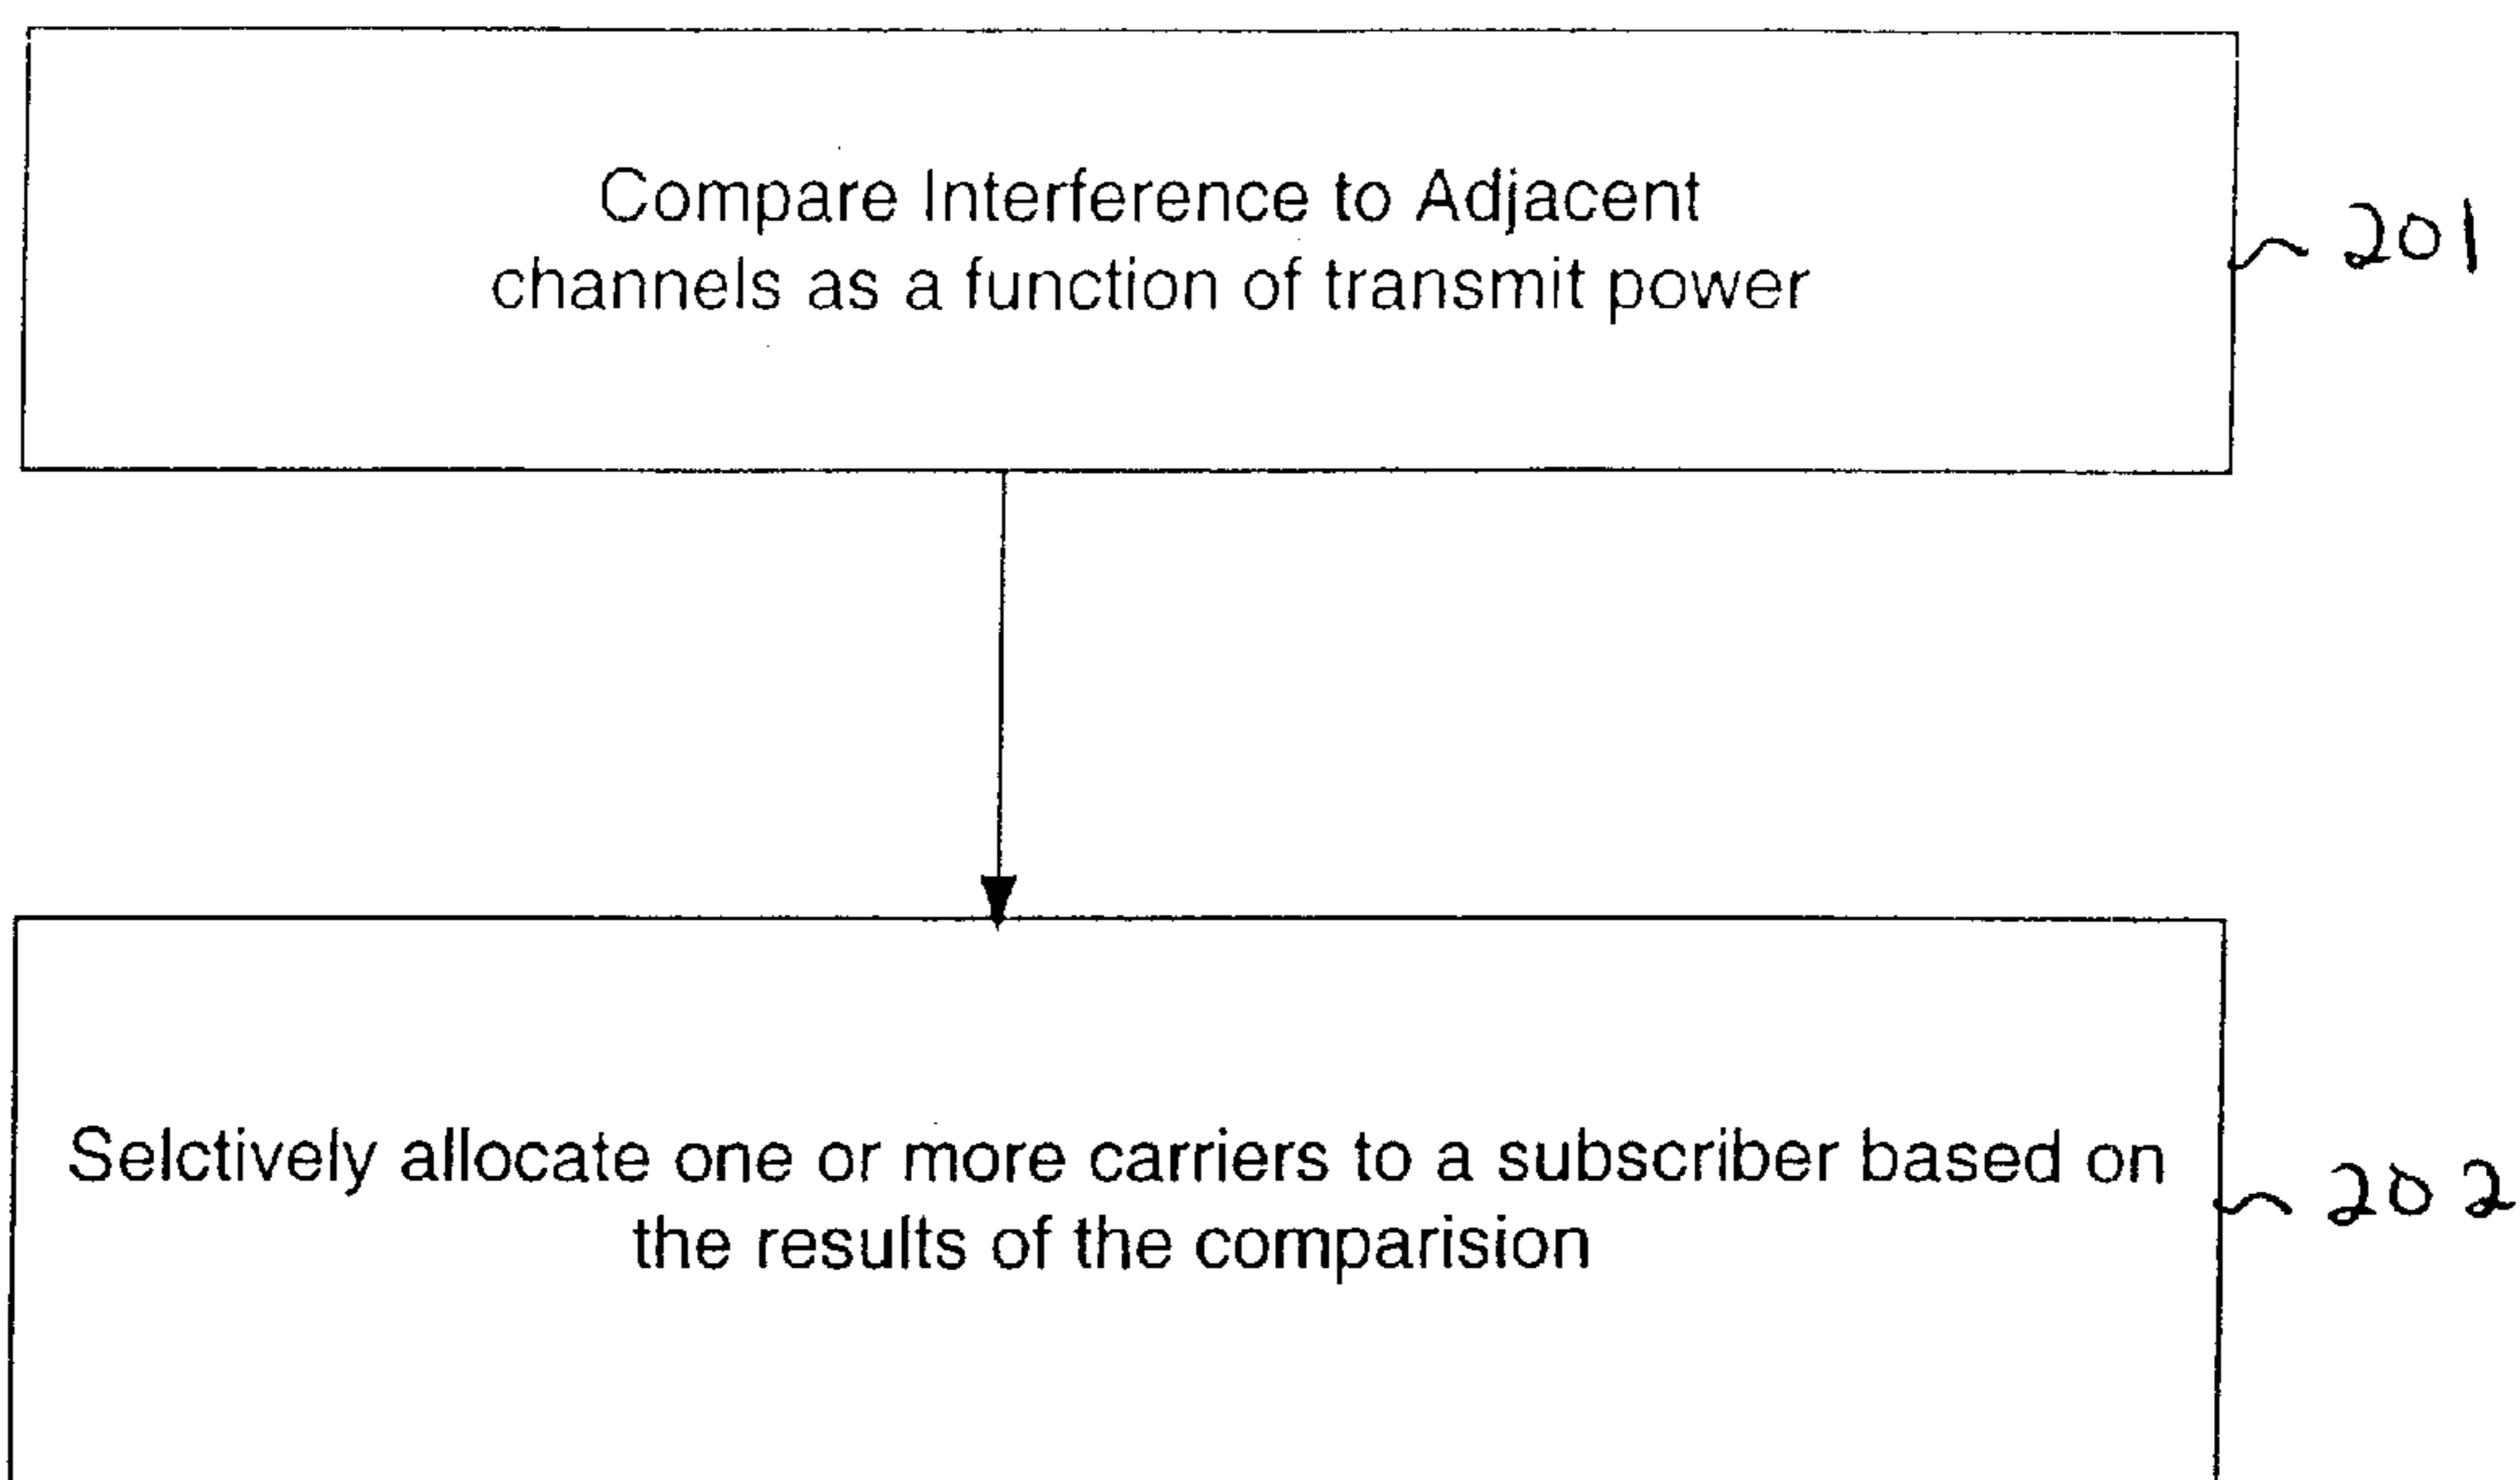 Compare Interference to Adjacent
channels as a function of transmit power
201
Selctively allocate one or more carriers to a subscriber based on
the results of the comparision
202